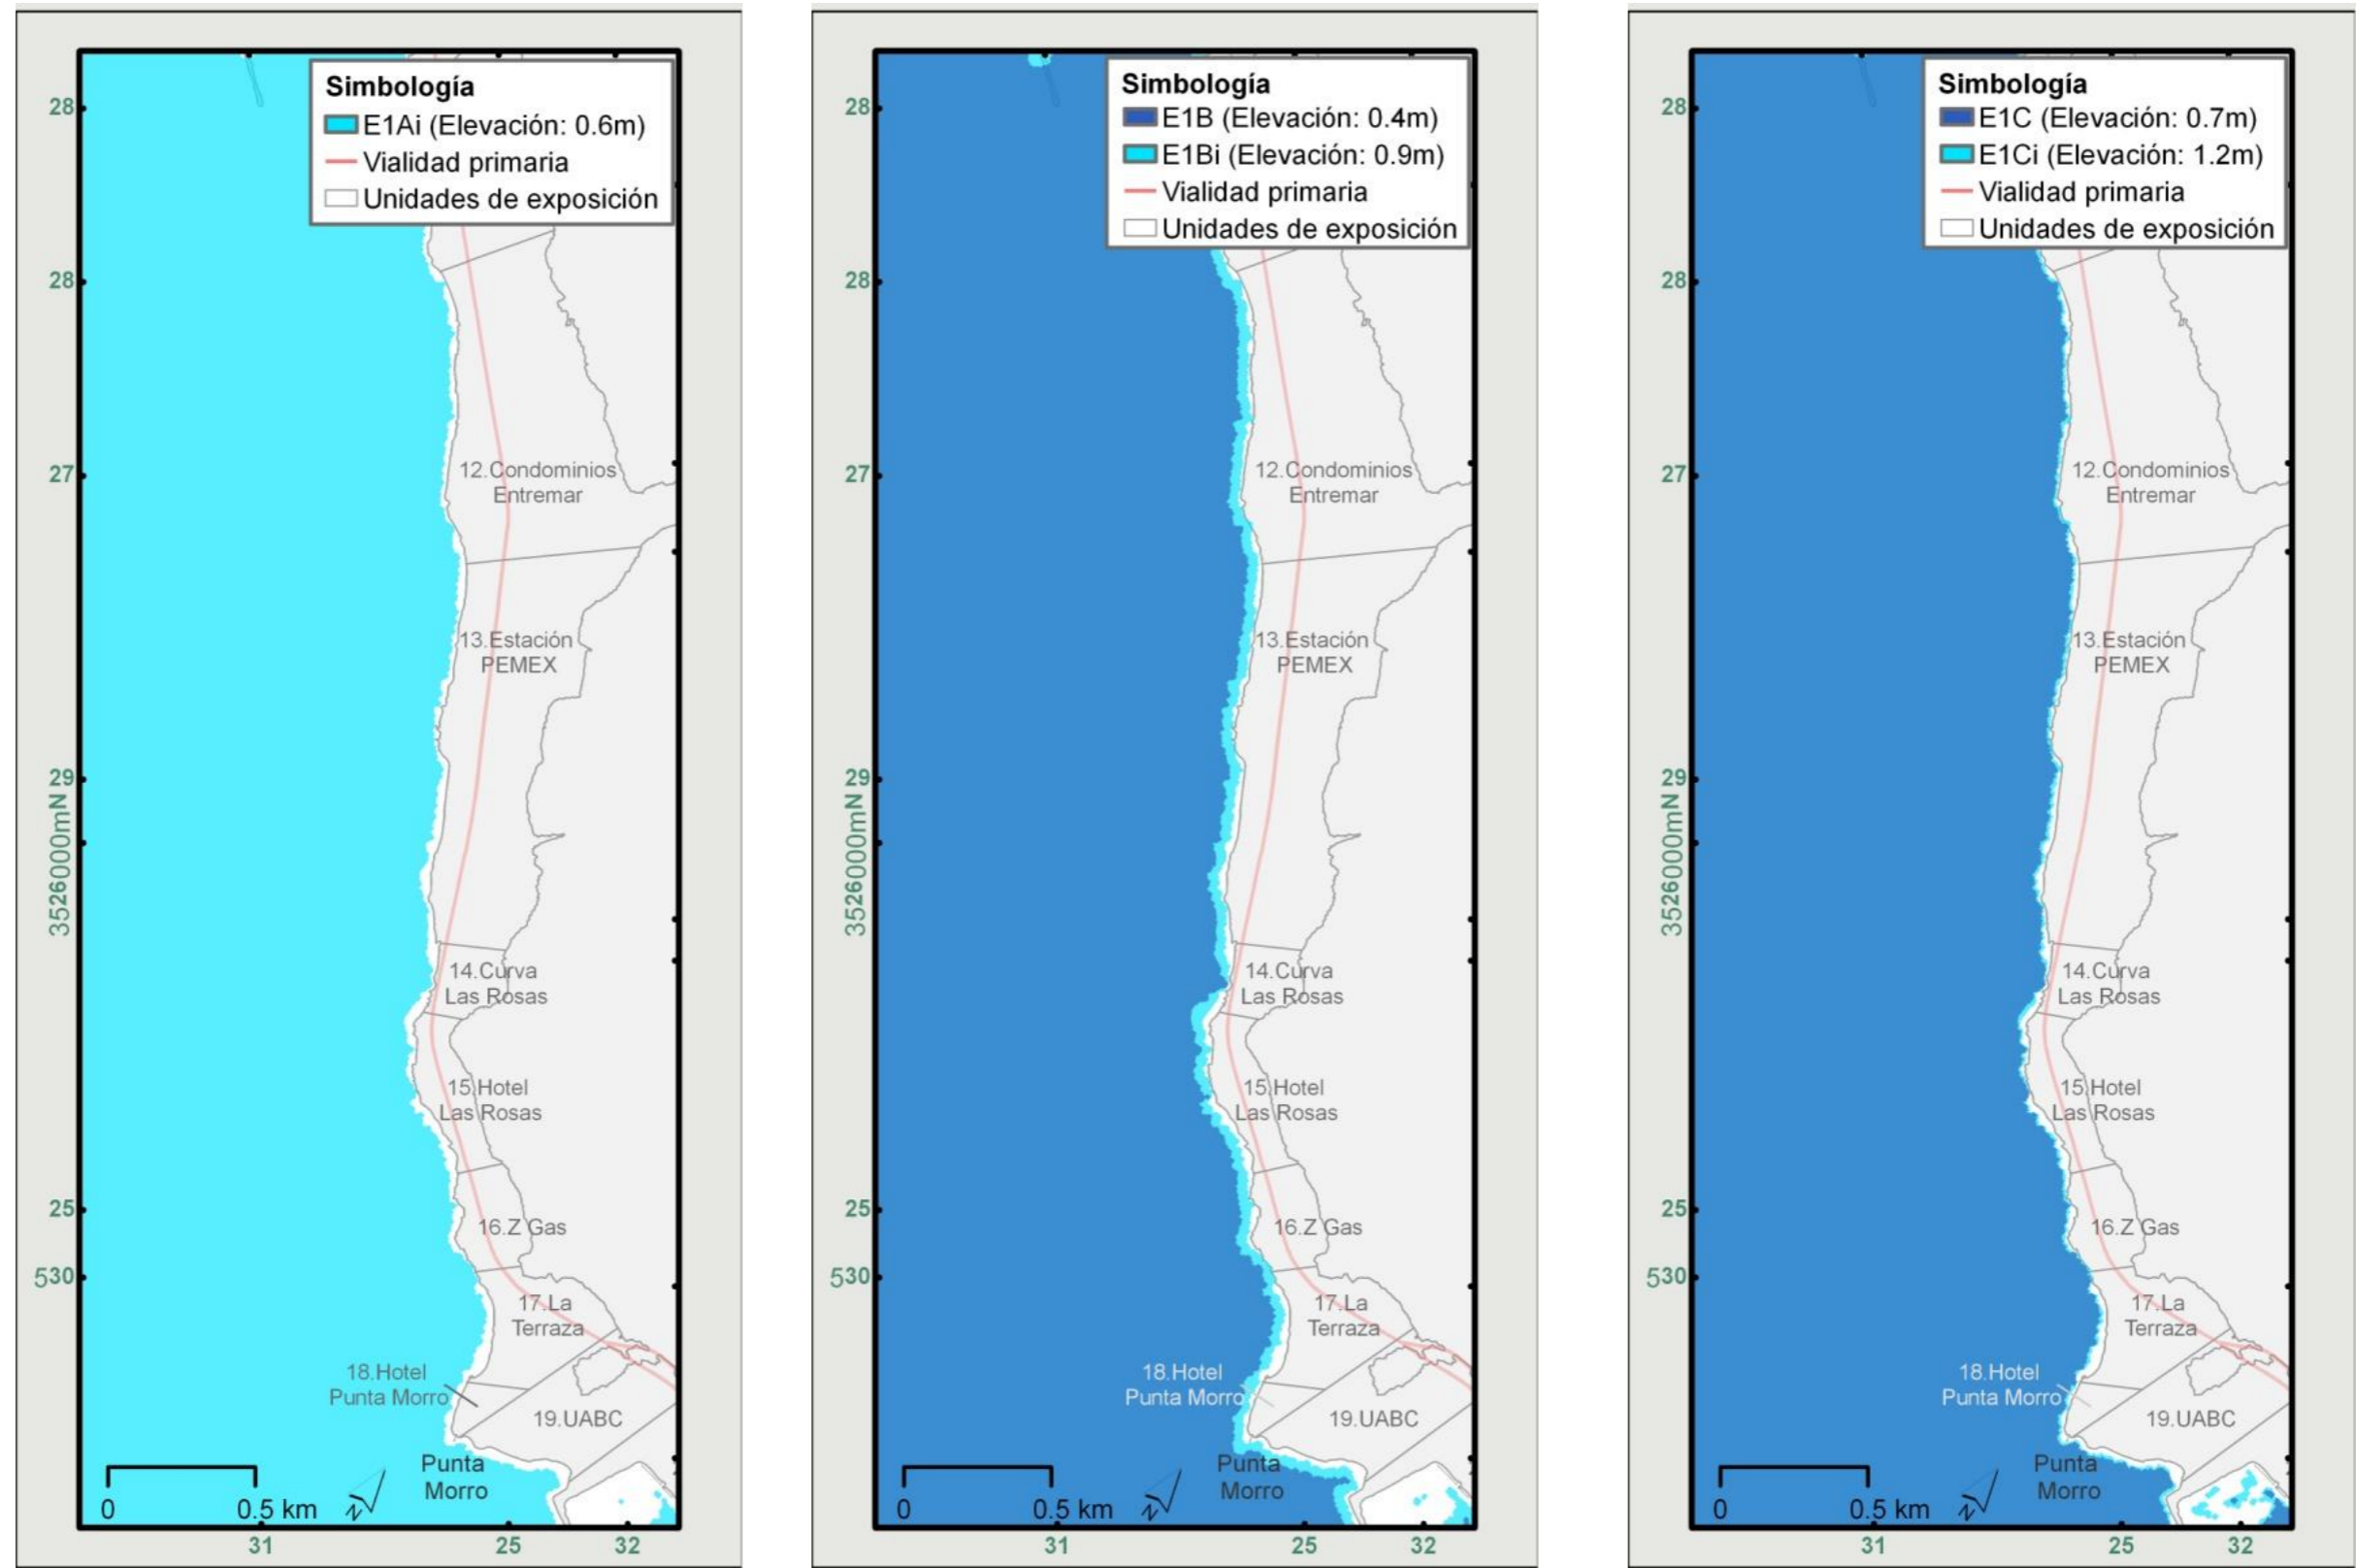 Simbología
E1Ai (Elevación: 0.6m)
Vialidad primaria
Unidades de exposición
28
28
27
29
3526000mN
25
530
12.Condominios
Entremar
13.Estación
PEMEX
14.Curva
Las Rosas
15.Hotel
Las Rosas
16.Z Gas
17.La
Terraza
18.Hotel
Punta Morro
19.UABC
Punta
Morro
0
0.5 km
N
31
25
32
Simbología
E1B (Elevación: 0.4m)
E1Bi (Elevación: 0.9m)
Vialidad primaria
Unidades de exposición
28
28
27
29
3526000mN
25
530
12.Condominios
Entremar
13.Estación
PEMEX
14.Curva
Las Rosas
15.Hotel
Las Rosas
16.Z Gas
17.La
Terraza
18.Hotel
Punta Morro
19.UABC
Punta
Morro
0
0.5 km
N
31
25
32
Simbología
E1C (Elevación: 0.7m)
E1Ci (Elevación: 1.2m)
Vialidad primaria
Unidades de exposición
28
28
27
29
3526000mN
25
530
12.Condominios
Entremar
13.Estación
PEMEX
14.Curva
Las Rosas
15.Hotel
Las Rosas
16.Z Gas
17.La
Terraza
18.Hotel
Punta Morro
19.UABC
Punta
Morro
0
0.5 km
N
31
25
32